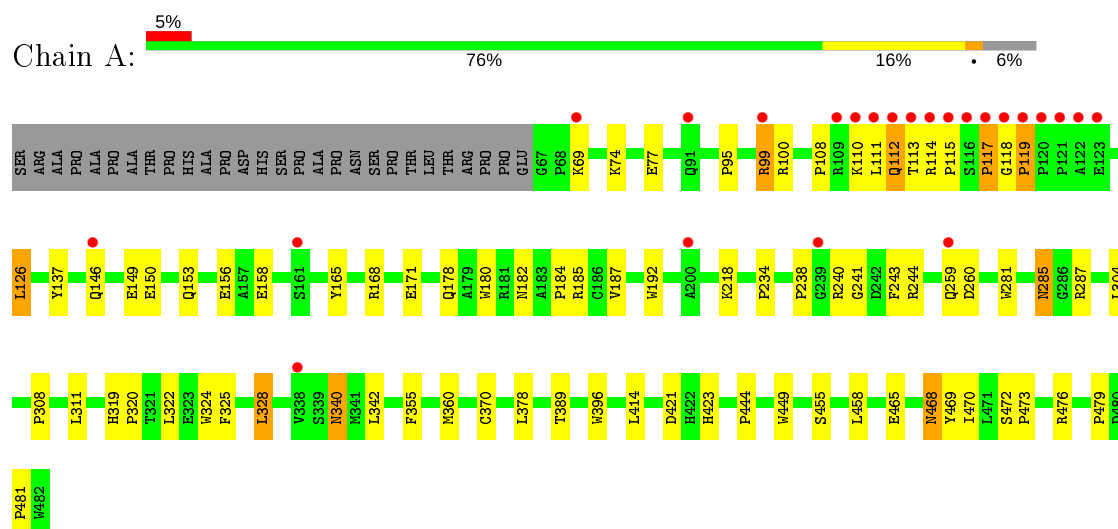 5%
Chain A:
76% 16% • 6%
SER ARG ALA PRO ALA PRO ALA THR PRO HIS ALA PRO ASP HIS SER PRO ALA PRO ASN SER PRO THR LEU THR ARG PRO PRO GLU G67 P68 K69 K74 E77 Q91 P95 R99 R100 P108 R109 K110 L111 Q112 T113 R114 P115 S116 P117 G118 P119 P120 P121 A122 E123
L126 Y137 Q146 E149 E150 Q153 E156 A157 E158 S161 Y165 R168 E171 Q178 A179 W180 R181 N182 A183 P184 R185 C186 V187 W192 A200 K218 P234 P238 G239 R240 G241 D242 F243 R244 Q259 D260 W281 N285 G286 R287 L304
P308 L311 H319 P320 T321 L322 E323 W324 F325 L328 V338 S339 N340 M341 L342 F355 M360 C370 L378 T389 W396 L414 D421 H422 H423 P444 W449 S455 L458 E465 N468 Y469 I470 L471 S472 P473 R476 P479
P481 W482